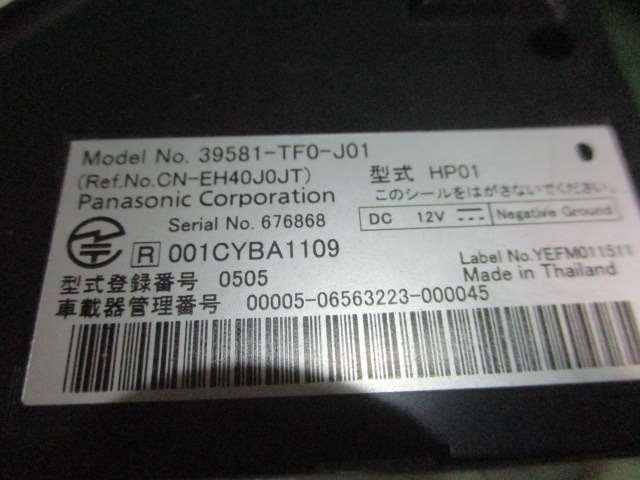 Model No. 39581-TF0-J01
(Ref.No.CN-EH40J0JT) 型式 HP01
Panasonic Corporation このシールをはがさないでください。
Serial No. 676868 DC 12V Negative Ground
R 001CYBA1109
Label No.YEFM011511
型式登録番号 0505 Made in Thailand
車載器管理番号 00005-06563223-000045